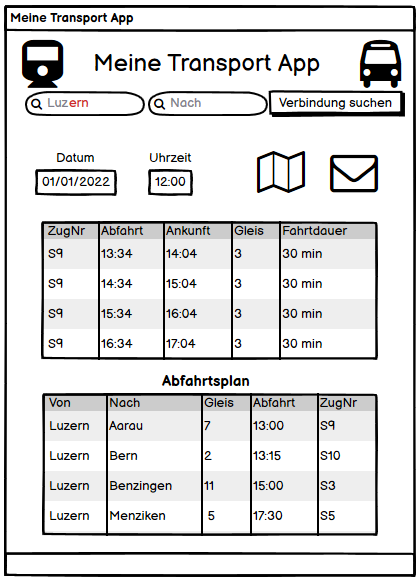 Meine Transport App
Meine Transport App
Luzern
Nach
Verbindung suchen
Datum Uhrzeit
01/01/2022 12:00
ZugNr Abfahrt Ankunft Gleis Fahrtdauer
S9 13:34 14:04 3 30 min
S9 14:34 15:04 3 30 min
S9 15:34 16:04 3 30 min
S9 16:34 17:04 3 30 min
Abfahrtsplan
Von Nach Gleis Abfahrt ZugNr
Luzern Aarau 7 13:00 S9
Luzern Bern 2 13:15 S10
Luzern Benzingen 11 15:00 S3
Luzern Menziken 5 17:30 S5